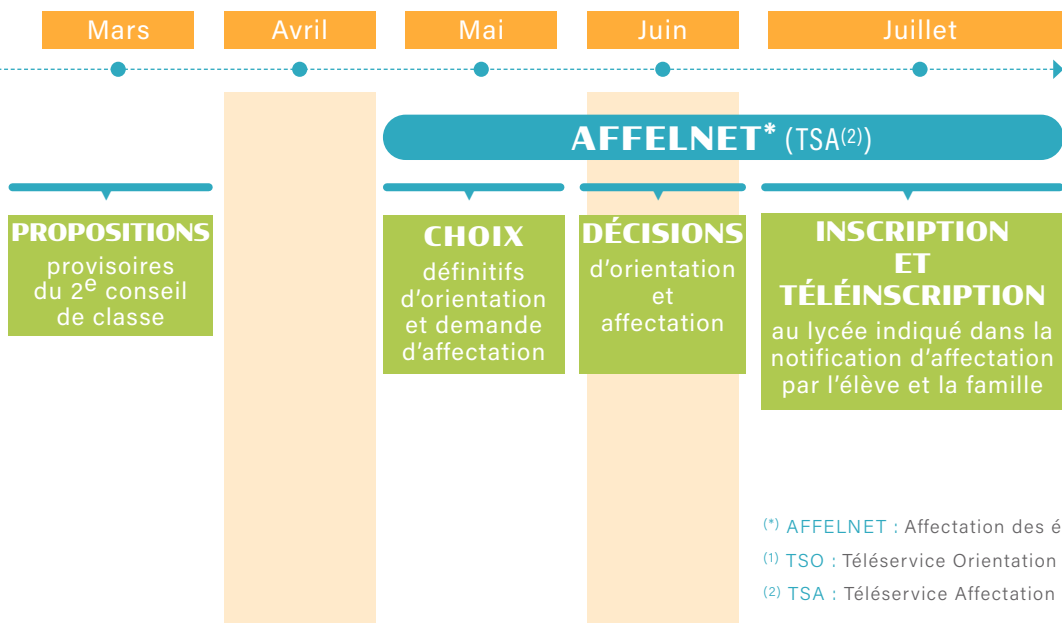 Mars Avril Mai Juin Juillet
AFFELNET* (TSA(2))
PROPOSITIONS
provisoires
du 2e conseil
de classe
CHOIX
définitifs
d'orientation
et demande
d'affectation
DÉCISIONS
d'orientation
et
affectation
INSCRIPTION
ET
TÉLÉINSCRIPTION
au lycée indiqué dans la
notification d'affectation
par l'élève et la famille
(*) AFFELNET : Affectation des é
(1) TSO : Téléservice Orientation
(2) TSA : Téléservice Affectation